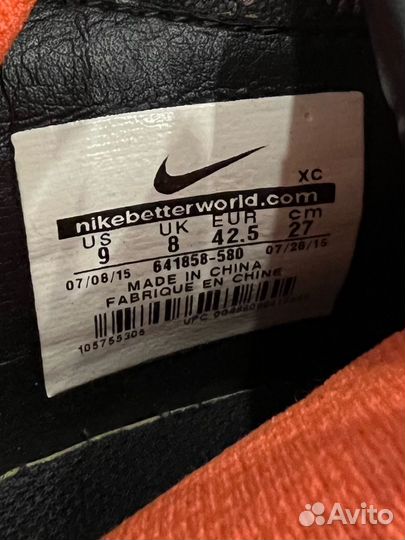 XC
nikebetterworld.com
US UK EUR cm
9 8 42.5 27
07/08/15 641858-580 07/28/15
MADE IN CHINA
FABRIQUE EN CHINE
105755306
UPC
Avito